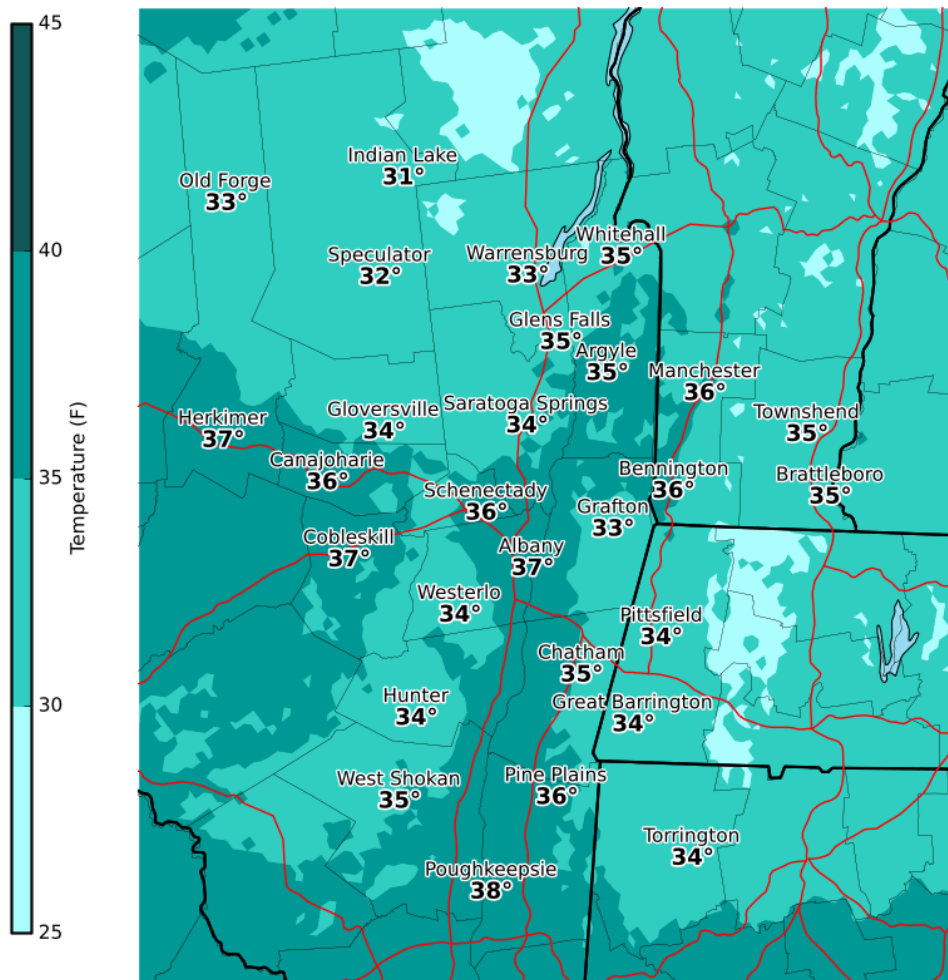 45
40
35
30
25
Temperature (F)
Indian Lake
31°
Old Forge
33°
Whitehall
35°
Speculator
32°
Warrensburg
33°
Glens Falls
35°
Argyle
35°
Manchester
36°
Herkimer
37°
Gloversville
34°
Saratoga Springs
34°
Townshend
35°
Canajoharie
36°
Bennington
36°
Brattleboro
35°
Schenectady
36°
Grafton
33°
Cobleskill
37°
Albany
37°
Westerlo
34°
Pittsfield
34°
Chatham
35°
Hunter
34°
Great Barrington
34°
West Shokan
35°
Pine Plains
36°
Torrington
34°
Poughkeepsie
38°